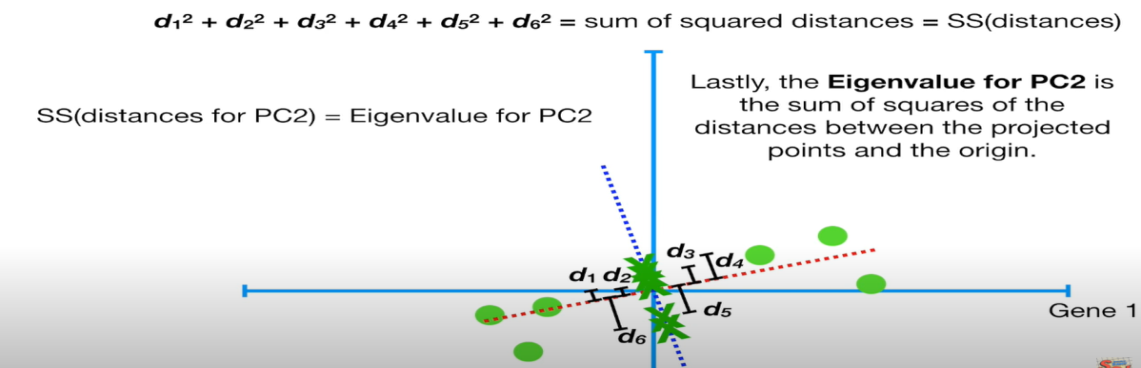 d₁² + d₂² + d₃² + d₄² + d₅² + d₆² = sum of squared distances = SS(distances)
Lastly, the Eigenvalue for PC2 is
the sum of squares of the
distances between the projected
points and the origin.
SS(distances for PC2) = Eigenvalue for PC2
d₃
d₄
d₁ d₂
d₅
d₆
Gene 1